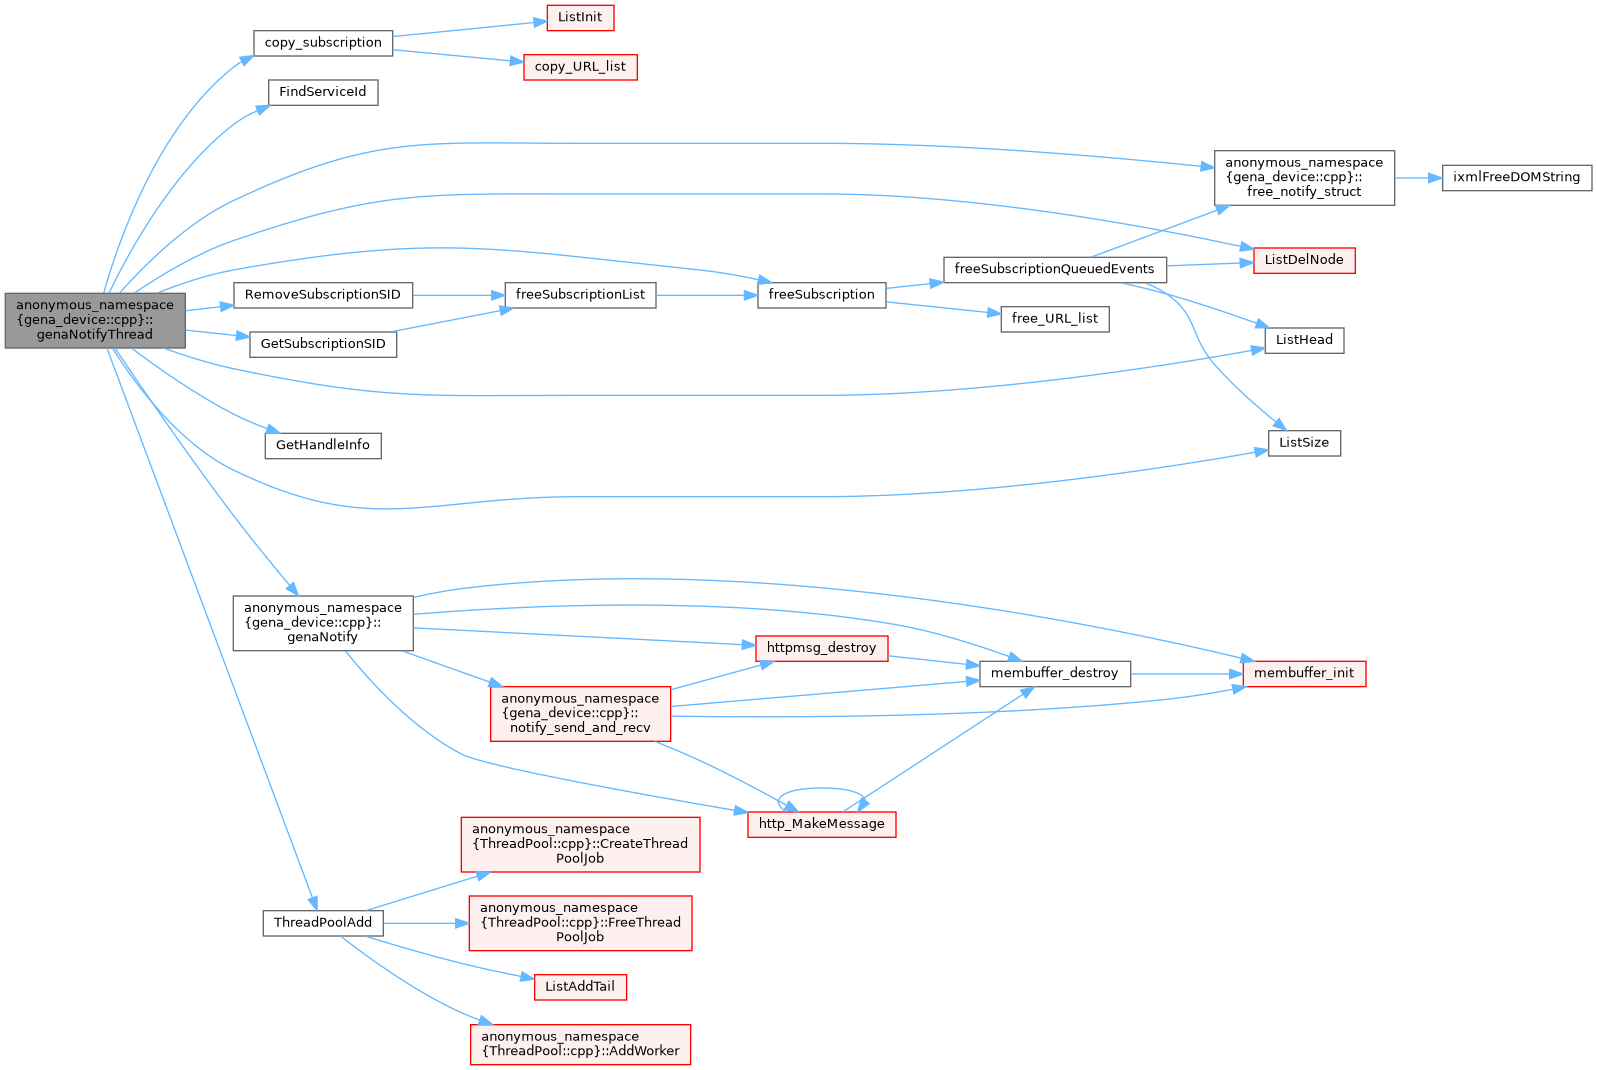 ListInit
copy_subscription
copy_URL_list
FindServiceId
anonymous_namespace
{gena_device::cpp}::
free_notify_struct
ixmlFreeDOMString
ListDelNode
freeSubscriptionQueuedEvents
anonymous_namespace
{gena_device::cpp}::
genaNotifyThread
RemoveSubscriptionSID
freeSubscriptionList
freeSubscription
free_URL_list
GetSubscriptionSID
ListHead
GetHandleInfo
ListSize
anonymous_namespace
{gena_device::cpp}::
genaNotify
httpmsg_destroy
membuffer_destroy
membuffer_init
anonymous_namespace
{gena_device::cpp}::
notify_send_and_recv
http_MakeMessage
anonymous_namespace
{ThreadPool::cpp}::CreateThread
PoolJob
ThreadPoolAdd
anonymous_namespace
{ThreadPool::cpp}::FreeThread
PoolJob
ListAddTail
anonymous_namespace
{ThreadPool::cpp}::AddWorker